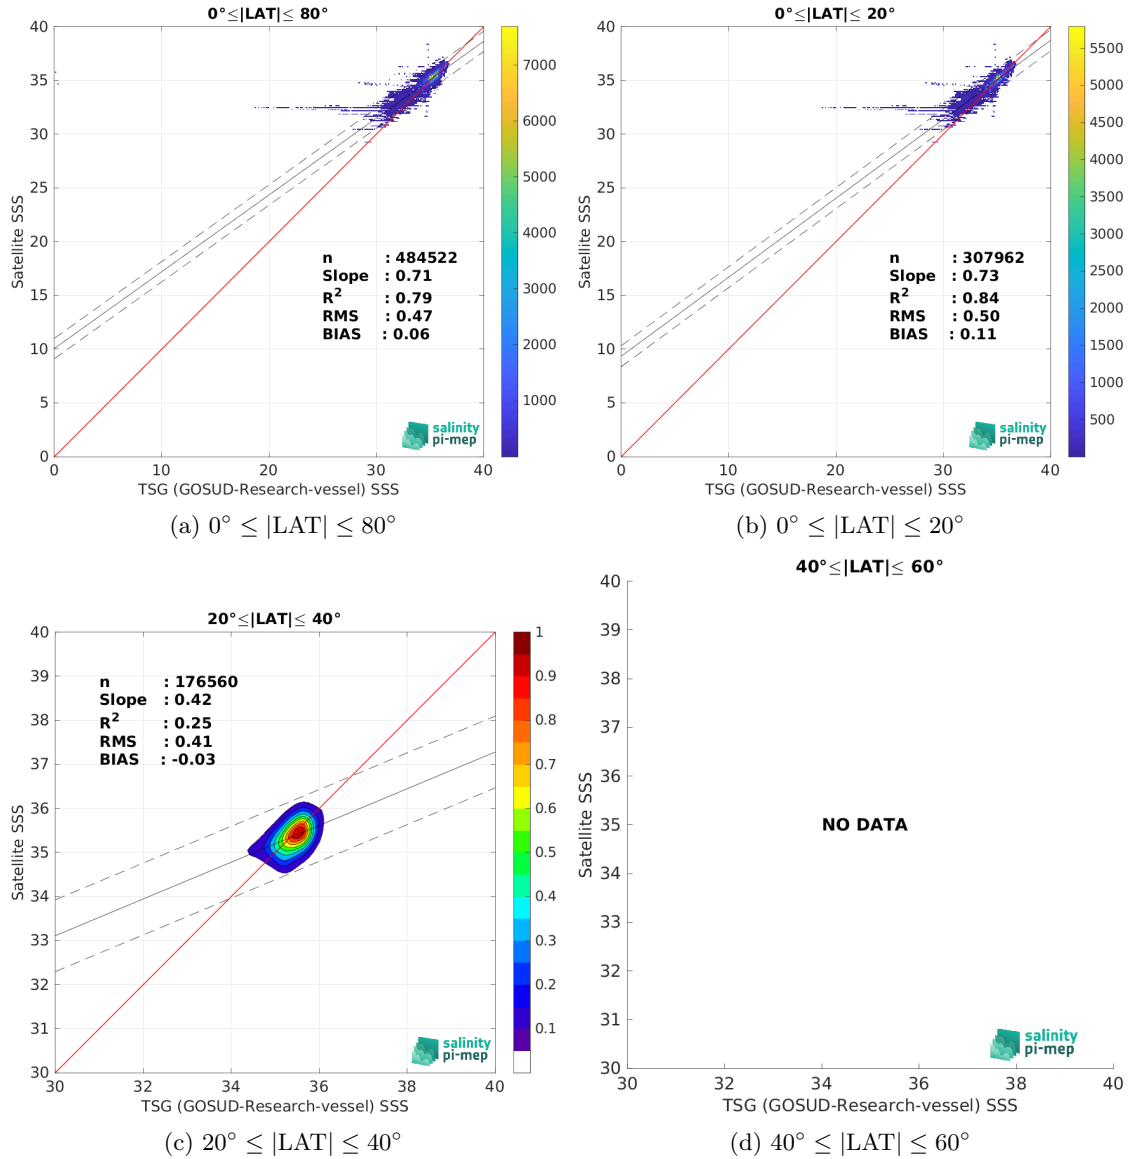 0°≤|LAT|≤ 80°
40
35
30
25
20
15
10
5
0
Satellite SSS
0
10
20
30
40
TSG (GOSUD-Research-vessel) SSS
n : 484522
Slope : 0.71
R² : 0.79
RMS : 0.47
BIAS : 0.06
7000
6000
5000
4000
3000
2000
1000
salinity
pi-mep
(a) 0° ≤ |LAT| ≤ 80°
0°≤|LAT|≤ 20°
40
35
30
25
20
15
10
5
0
Satellite SSS
0
10
20
30
40
TSG (GOSUD-Research-vessel) SSS
n : 307962
Slope : 0.73
R² : 0.84
RMS : 0.50
BIAS : 0.11
5500
5000
4500
4000
3500
3000
2500
2000
1500
1000
500
salinity
pi-mep
(b) 0° ≤ |LAT| ≤ 20°
20°≤|LAT|≤ 40°
40
39
38
37
36
35
34
33
32
31
30
Satellite SSS
30
32
34
36
38
40
TSG (GOSUD-Research-vessel) SSS
n : 176560
Slope : 0.42
R² : 0.25
RMS : 0.41
BIAS : -0.03
1
0.9
0.8
0.7
0.6
0.5
0.4
0.3
0.2
0.1
salinity
pi-mep
(c) 20° ≤ |LAT| ≤ 40°
40°≤|LAT|≤ 60°
40
39
38
37
36
35
34
33
32
31
30
Satellite SSS
NO DATA
30
32
34
36
38
40
TSG (GOSUD-Research-vessel) SSS
salinity
pi-mep
(d) 40° ≤ |LAT| ≤ 60°